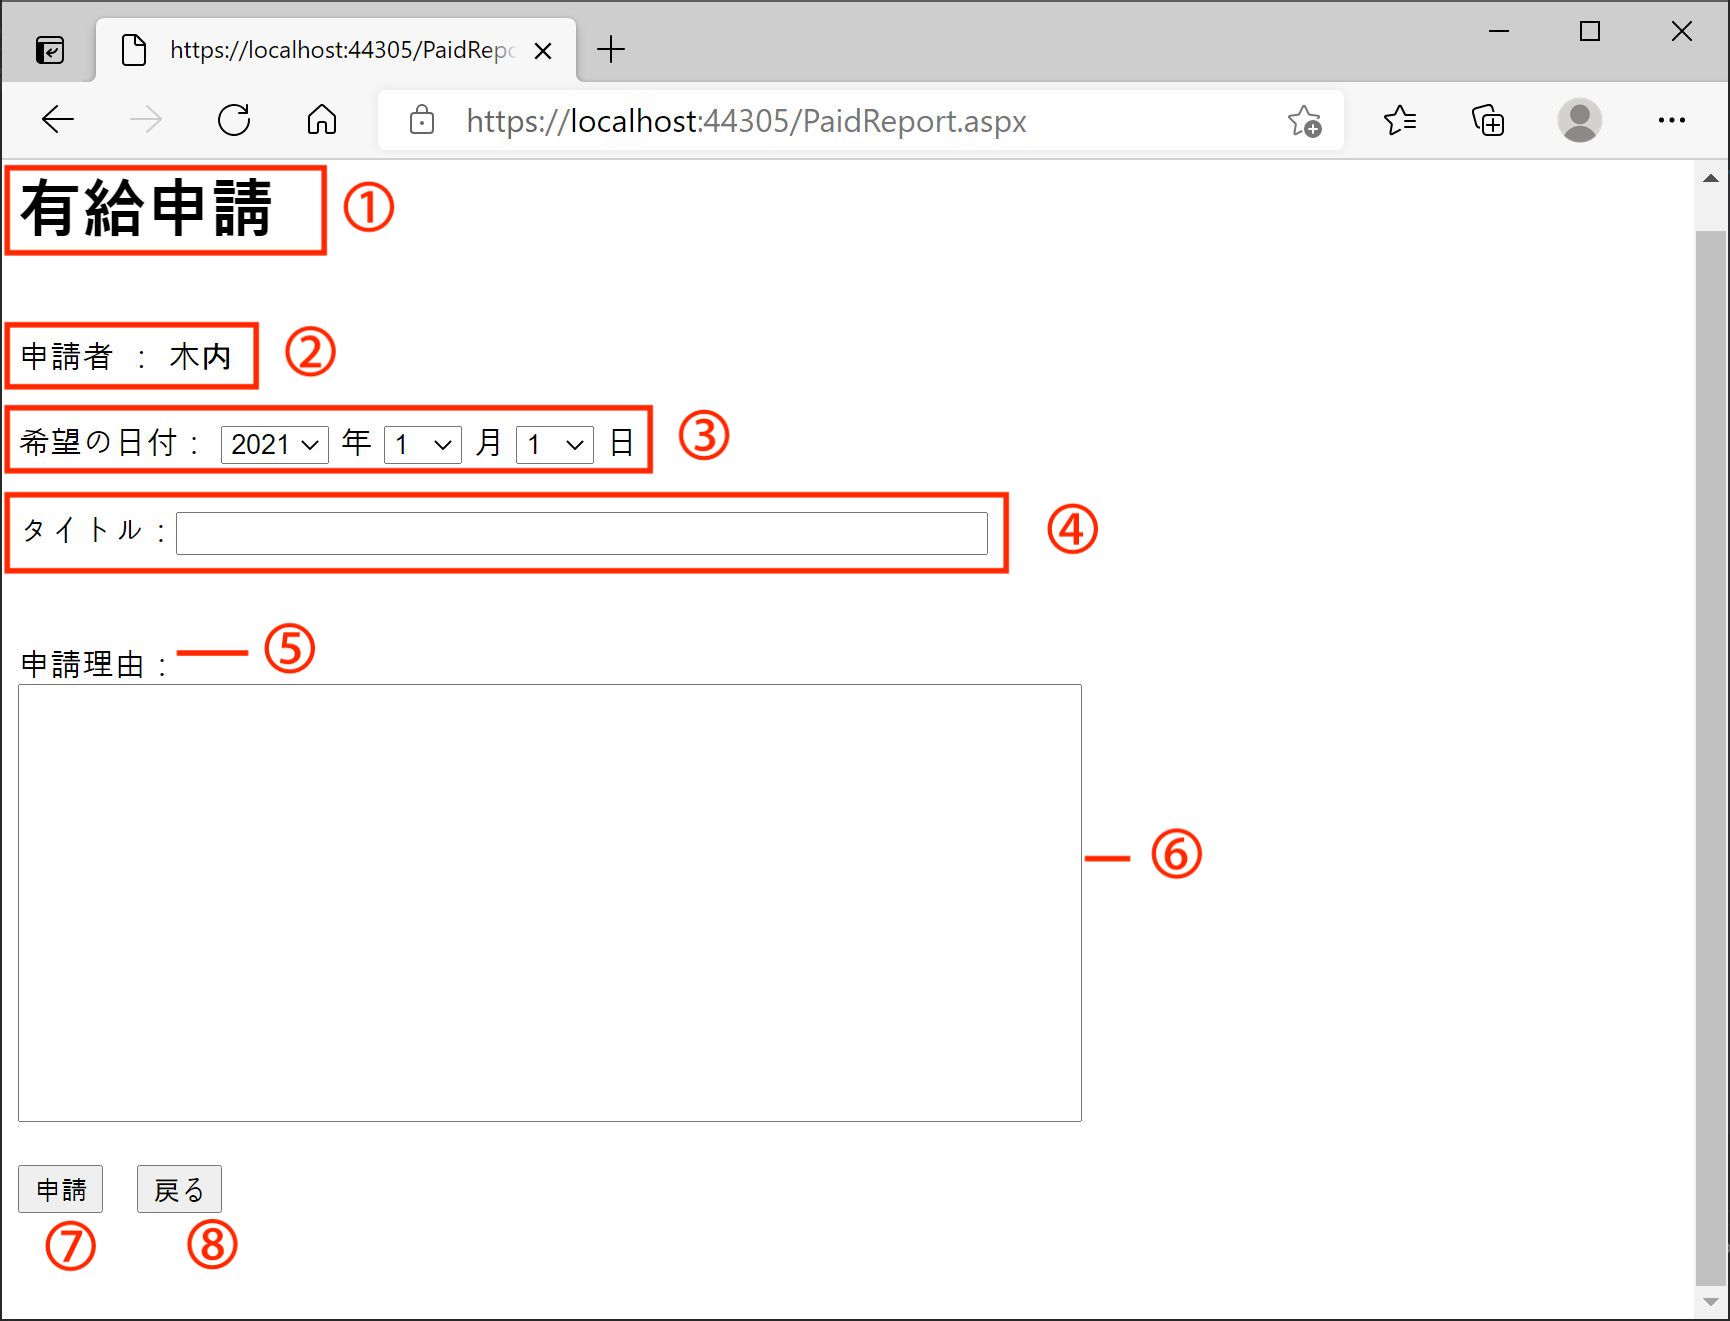 https://localhost:44305/PaidRepo
https://localhost:44305/PaidReport.aspx
有給申請 ①
申請者 : 木内 ②
希望の日付 : 2021 年 1 月 1 日 ③
タイトル : ④
申請理由 : ⑤
⑥
申請 戻る
⑦ ⑧